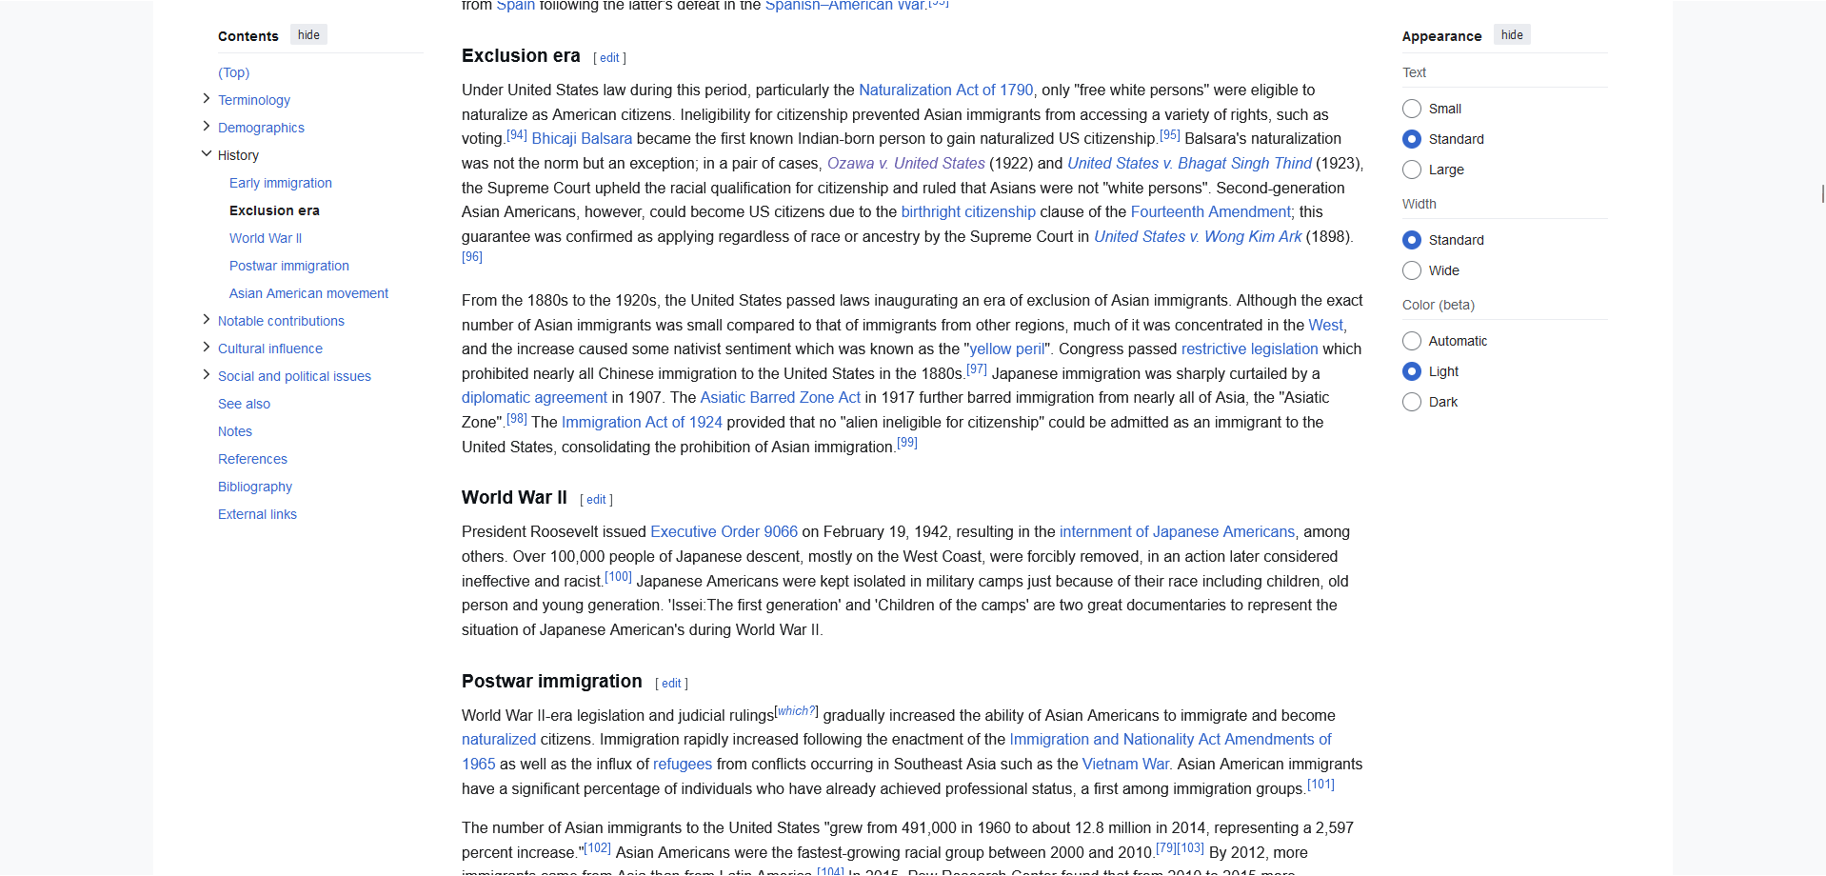 from Spain following the latter's defeat in the Spanish–American War.[93]
Contents hide
(Top)
Terminology
Demographics
History
Early immigration
Exclusion era
World War II
Postwar immigration
Asian American movement
Notable contributions
Cultural influence
Social and political issues
See also
Notes
References
Bibliography
External links
Exclusion era [ edit ]
Under United States law during this period, particularly the Naturalization Act of 1790, only "free white persons" were eligible to
naturalize as American citizens. Ineligibility for citizenship prevented Asian immigrants from accessing a variety of rights, such as
voting.[94] Bhicaji Balsara became the first known Indian-born person to gain naturalized US citizenship.[95] Balsara's naturalization
was not the norm but an exception; in a pair of cases, Ozawa v. United States (1922) and United States v. Bhagat Singh Thind (1923),
the Supreme Court upheld the racial qualification for citizenship and ruled that Asians were not "white persons". Second-generation
Asian Americans, however, could become US citizens due to the birthright citizenship clause of the Fourteenth Amendment; this
guarantee was confirmed as applying regardless of race or ancestry by the Supreme Court in United States v. Wong Kim Ark (1898).
[96]
From the 1880s to the 1920s, the United States passed laws inaugurating an era of exclusion of Asian immigrants. Although the exact
number of Asian immigrants was small compared to that of immigrants from other regions, much of it was concentrated in the West,
and the increase caused some nativist sentiment which was known as the "yellow peril". Congress passed restrictive legislation which
prohibited nearly all Chinese immigration to the United States in the 1880s.[97] Japanese immigration was sharply curtailed by a
diplomatic agreement in 1907. The Asiatic Barred Zone Act in 1917 further barred immigration from nearly all of Asia, the "Asiatic
Zone".[98] The Immigration Act of 1924 provided that no "alien ineligible for citizenship" could be admitted as an immigrant to the
United States, consolidating the prohibition of Asian immigration.[99]
World War II [ edit ]
President Roosevelt issued Executive Order 9066 on February 19, 1942, resulting in the internment of Japanese Americans, among
others. Over 100,000 people of Japanese descent, mostly on the West Coast, were forcibly removed, in an action later considered
ineffective and racist.[100] Japanese Americans were kept isolated in military camps just because of their race including children, old
person and young generation. 'Issei:The first generation' and 'Children of the camps' are two great documentaries to represent the
situation of Japanese American's during World War II.
Postwar immigration [ edit ]
World War II-era legislation and judicial rulings[which?] gradually increased the ability of Asian Americans to immigrate and become
naturalized citizens. Immigration rapidly increased following the enactment of the Immigration and Nationality Act Amendments of
1965 as well as the influx of refugees from conflicts occurring in Southeast Asia such as the Vietnam War. Asian American immigrants
have a significant percentage of individuals who have already achieved professional status, a first among immigration groups.[101]
The number of Asian immigrants to the United States "grew from 491,000 in 1960 to about 12.8 million in 2014, representing a 2,597
percent increase."[102] Asian Americans were the fastest-growing racial group between 2000 and 2010.[79][103] By 2012, more
immigrants came from Asia than from Latin America.[104] In 2015, Pew Research Center found that from 2010 to 2015 more
Appearance hide
Text
Small
Standard
Large
Width
Standard
Wide
Color (beta)
Automatic
Light
Dark